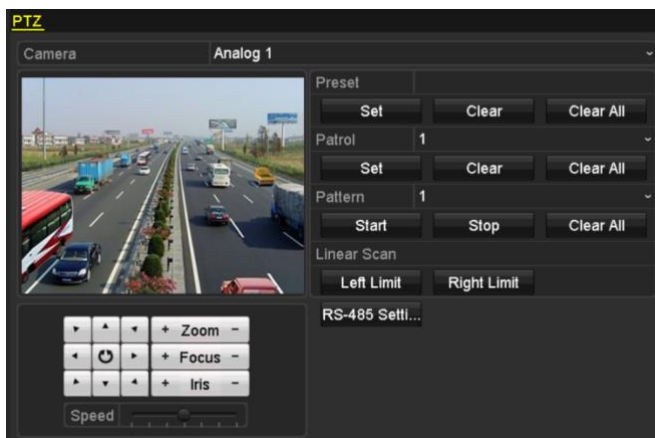 PTZ
Camera Analog 1
Preset
Set Clear Clear All
Patrol 1
Set Clear Clear All
Pattern 1
Start Stop Clear All
Linear Scan
Left Limit Right Limit
RS-485 Setti...
+ Zoom -
+ Focus -
+ Iris -
Speed